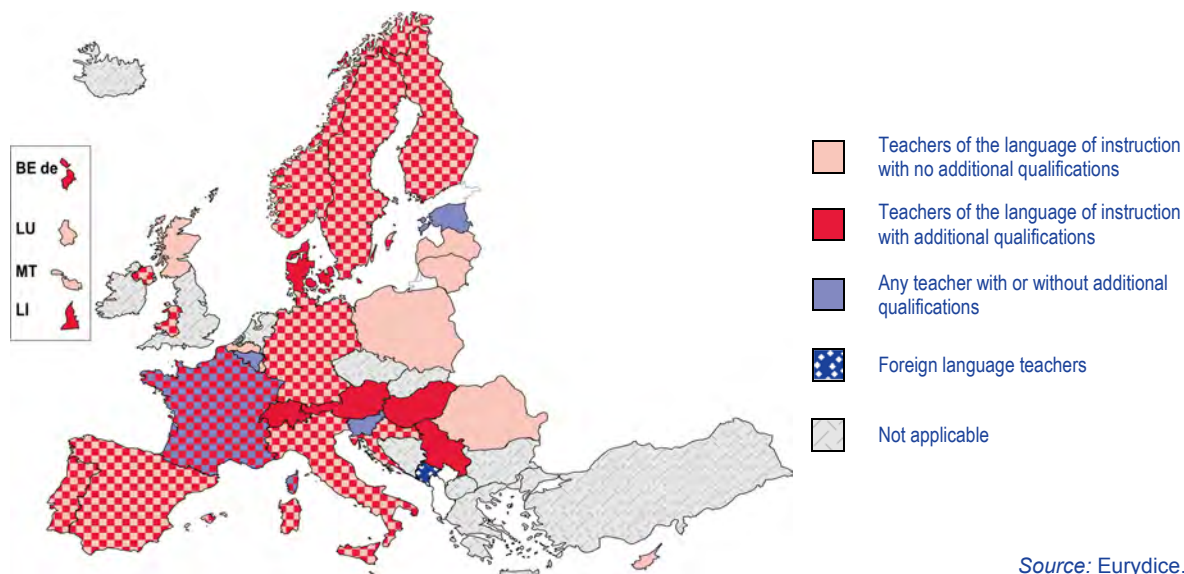 BE de
LU
MT
LI
Teachers of the language of instruction
with no additional qualifications
Teachers of the language of instruction
with additional qualifications
Any teacher with or without additional
qualifications
Foreign language teachers
Not applicable
Source: Eurydice.